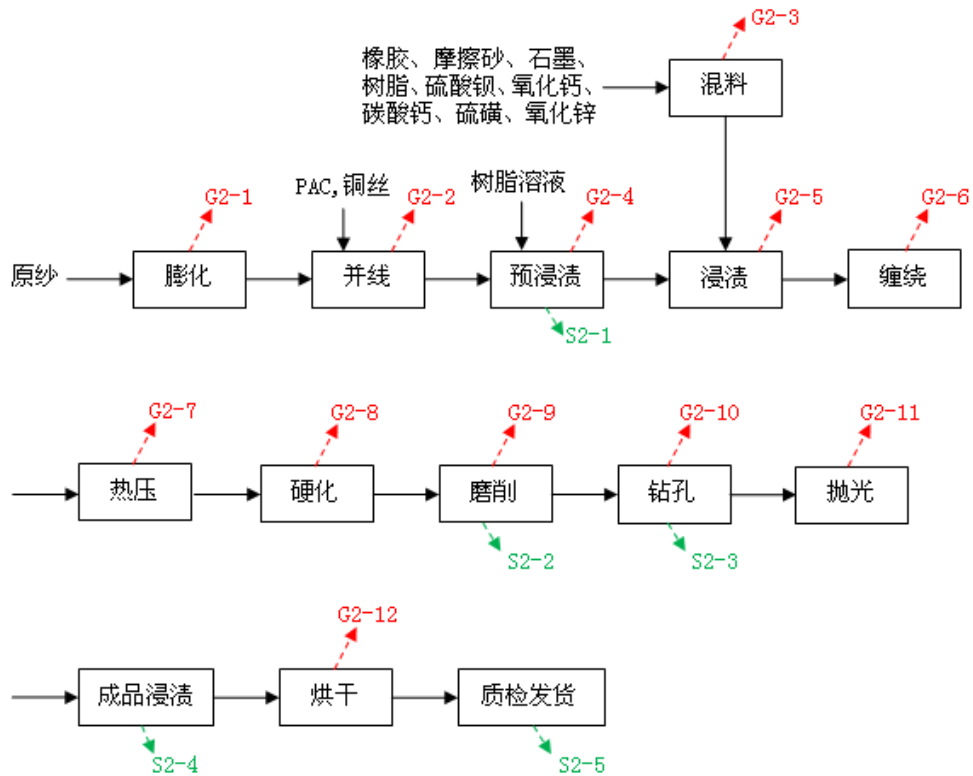 G2-3
橡胶、摩擦砂、石墨、
树脂、硫酸钡、氧化钙、
碳酸钙、硫磺、氧化锌
混料
G2-1
PAC,铜丝
G2-2
树脂溶液
G2-4
G2-5
G2-6
原纱
膨化
并线
预浸渍
浸渍
缠绕
S2-1
G2-7
G2-8
G2-9
G2-10
G2-11
热压
硬化
磨削
钻孔
抛光
S2-2
S2-3
G2-12
成品浸渍
烘干
质检发货
S2-4
S2-5